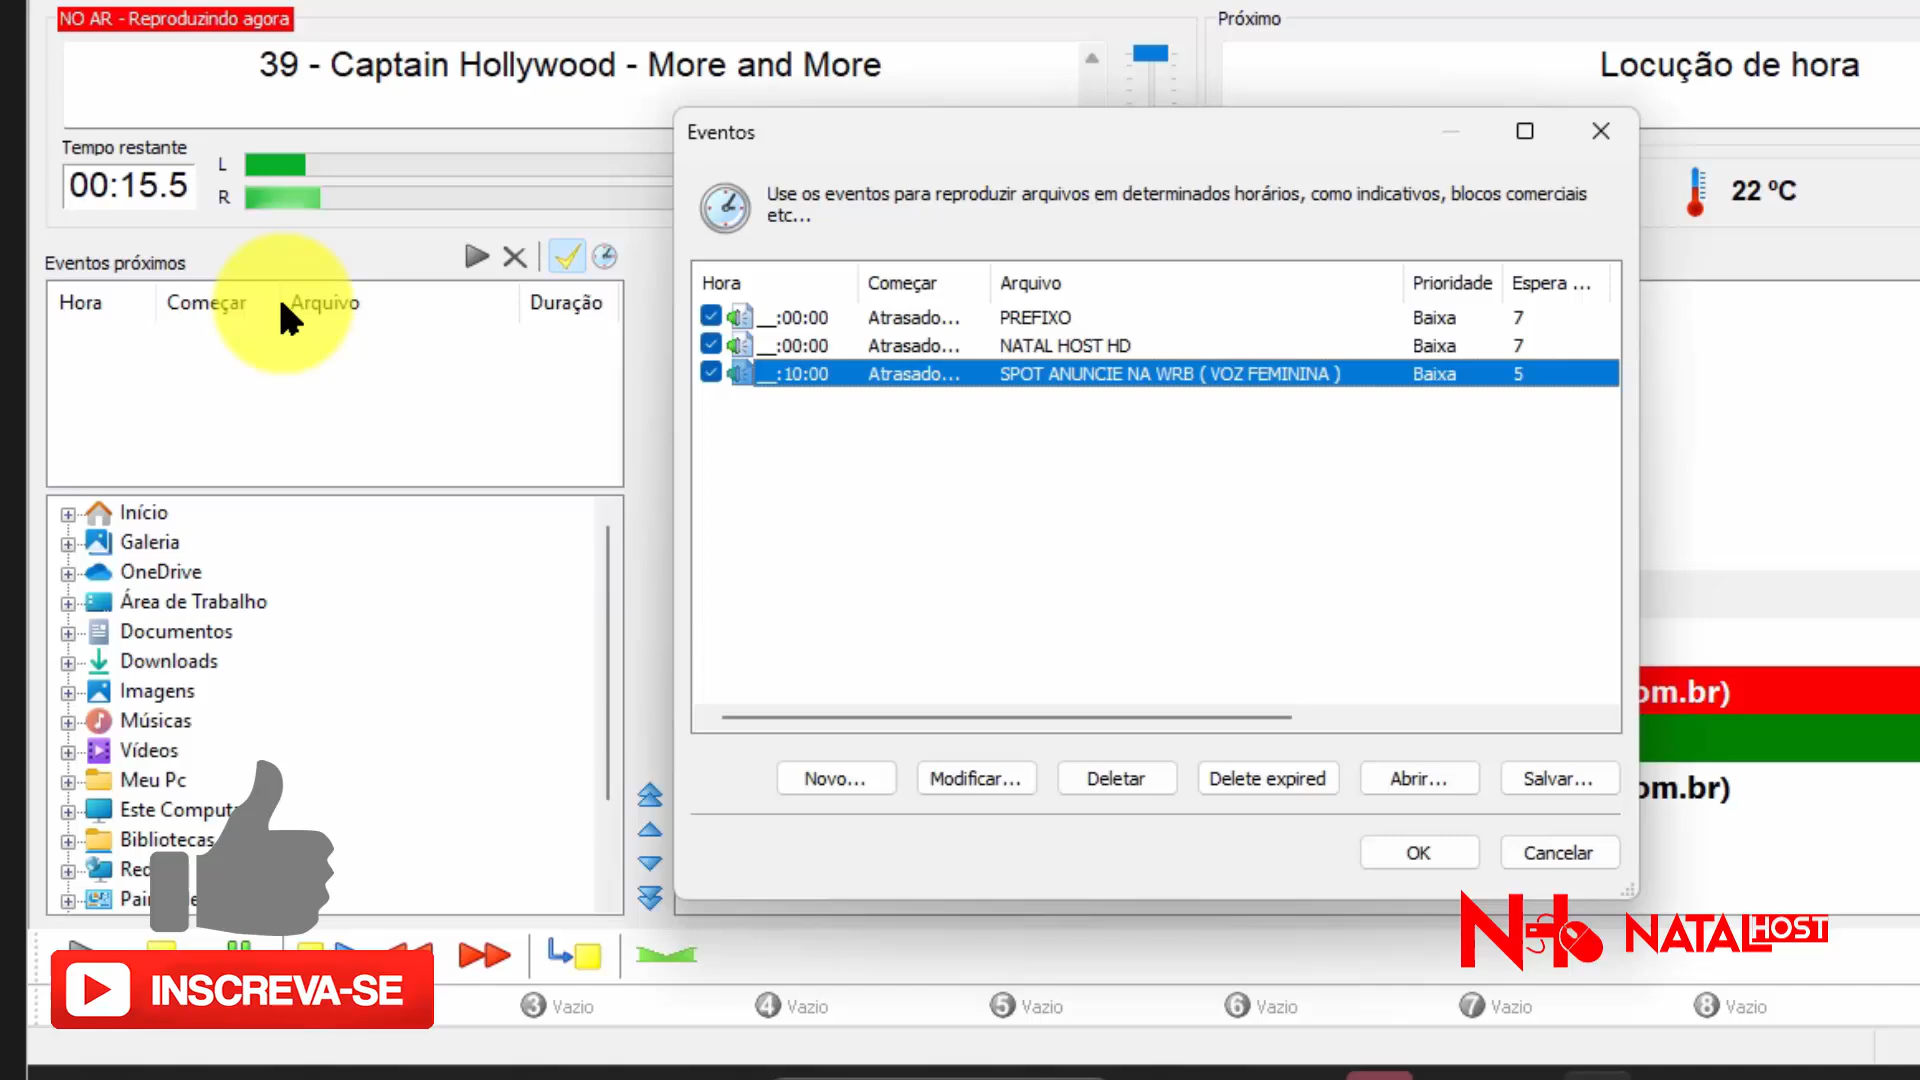 NO AR - Reproduzindo agora
39 - Captain Hollywood - More and More
Próximo
Locução de hora
Tempo restante
00:15.5
L
R
22 ºC
Eventos próximos
Hora Começar Arquivo Duração
Eventos
Use os eventos para reproduzir arquivos em determinados horários, como indicativos, blocos comerciais
etc...
Hora Começar Arquivo Prioridade Espera ...
__:00:00 Atrasado... PREFIXO Baixa 7
__:00:00 Atrasado... NATAL HOST HD Baixa 7
__:10:00 Atrasado... SPOT ANUNCIE NA WRB ( VOZ FEMININA ) Baixa 5
Novo... Modificar... Deletar Delete expired Abrir... Salvar...
OK Cancelar
Início
Galeria
OneDrive
Área de Trabalho
Documentos
Downloads
Imagens
Músicas
Vídeos
Meu Pc
Este Comput
Bibliotecas
Red
Pai
om.br)
om.br)
NATAL HOST
INSCREVA-SE
3 Vazio 4 Vazio 5 Vazio 6 Vazio 7 Vazio 8 Vazio